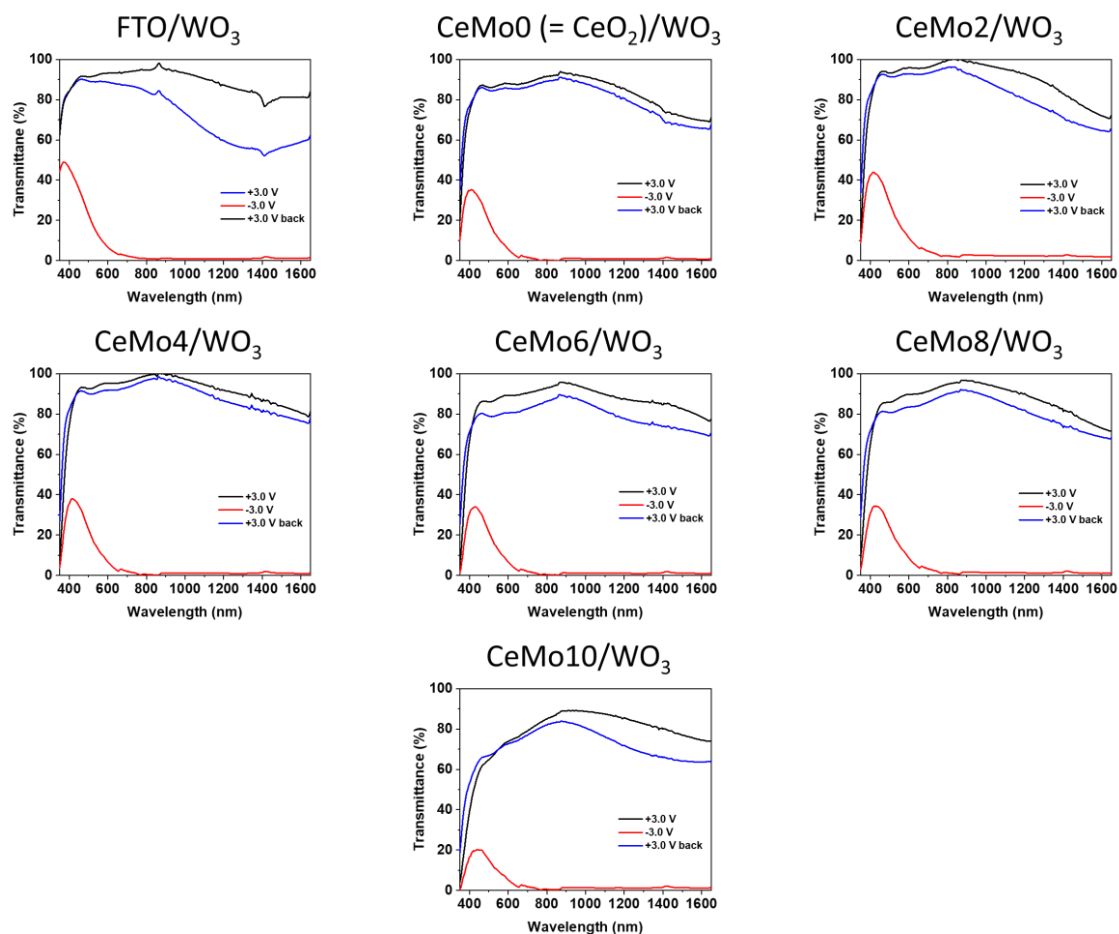 FTO/WO₃
100
80
60
40
20
0
Transmittance (%)
+3.0 V
-3.0 V
+3.0 V back
400 600 800 1000 1200 1400 1600
Wavelength (nm)
CeMo0 (= CeO₂)/WO₃
100
80
60
40
20
0
Transmittance (%)
+3.0 V
-3.0 V
+3.0 V back
400 600 800 1000 1200 1400 1600
Wavelength (nm)
CeMo2/WO₃
100
80
60
40
20
0
Transmittance (%)
+3.0 V
-3.0 V
+3.0 V back
400 600 800 1000 1200 1400 1600
Wavelength (nm)
CeMo4/WO₃
100
80
60
40
20
0
Transmittance (%)
+3.0 V
-3.0 V
+3.0 V back
400 600 800 1000 1200 1400 1600
Wavelength (nm)
CeMo6/WO₃
100
80
60
40
20
0
Transmittance (%)
+3.0 V
-3.0 V
+3.0 V back
400 600 800 1000 1200 1400 1600
Wavelength (nm)
CeMo8/WO₃
100
80
60
40
20
0
Transmittance (%)
+3.0 V
-3.0 V
+3.0 V back
400 600 800 1000 1200 1400 1600
Wavelength (nm)
CeMo10/WO₃
100
80
60
40
20
0
Transmittance (%)
+3.0 V
-3.0 V
+3.0 V back
400 600 800 1000 1200 1400 1600
Wavelength (nm)